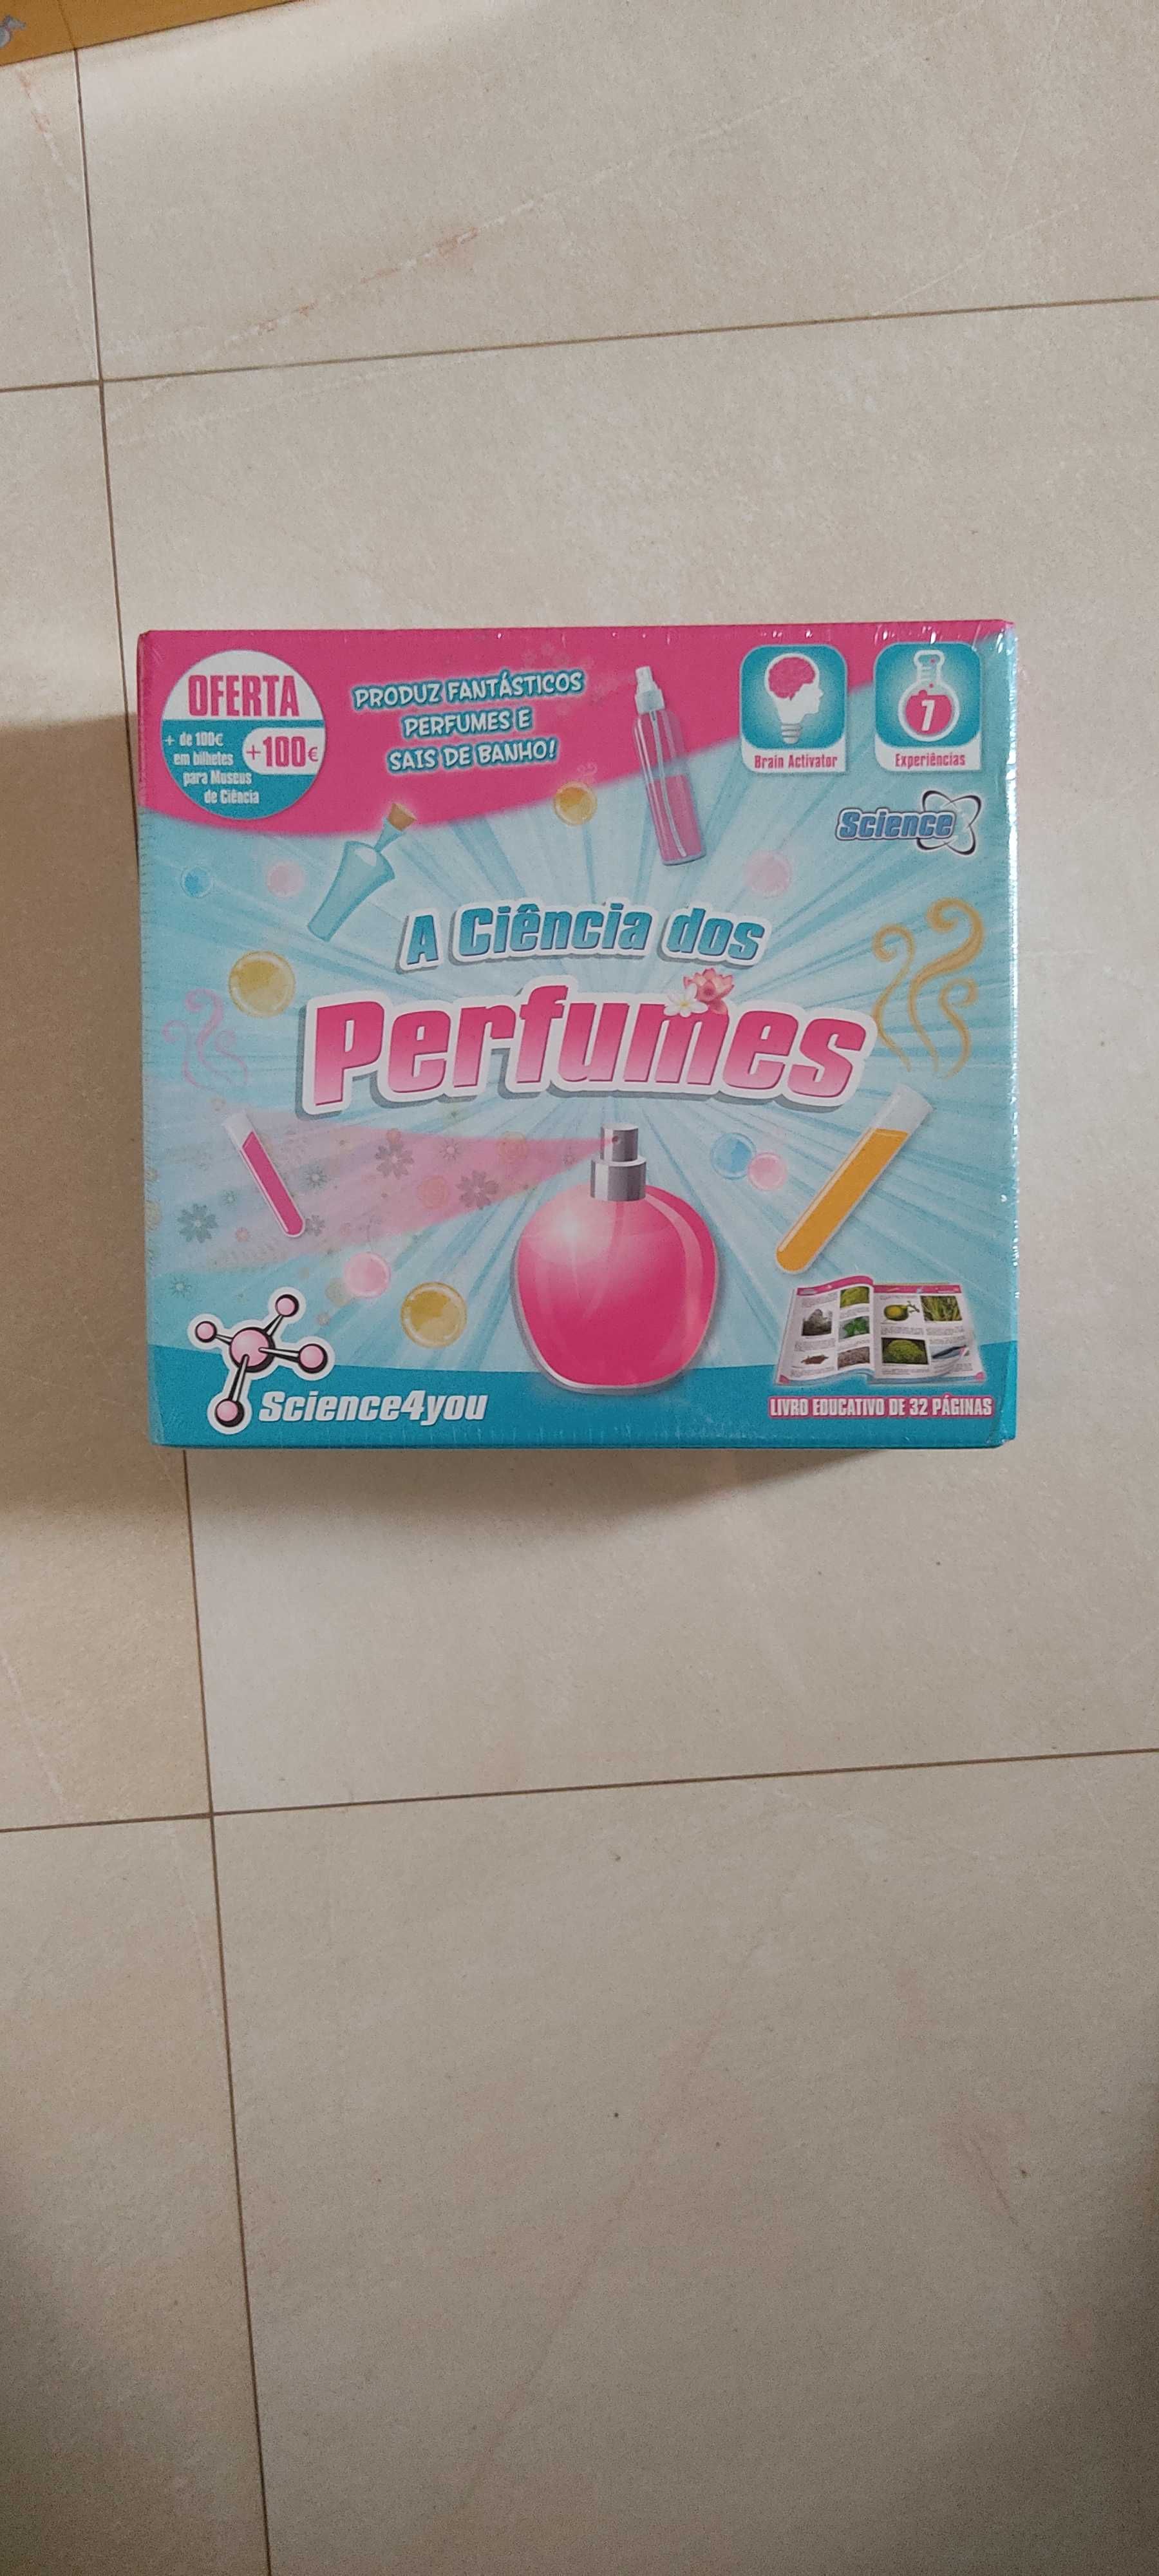 OFERTA
+ de 100€
em bilhetes
para Museus
de Ciência
+100€
PRODUZ FANTÁSTICOS
PERFUMES E
SAIS DE BANHO!
Brain Activator
7
Experiências
Science
A Ciência dos
Perfumes
Science4you
LIVRO EDUCATIVO DE 32 PÁGINAS